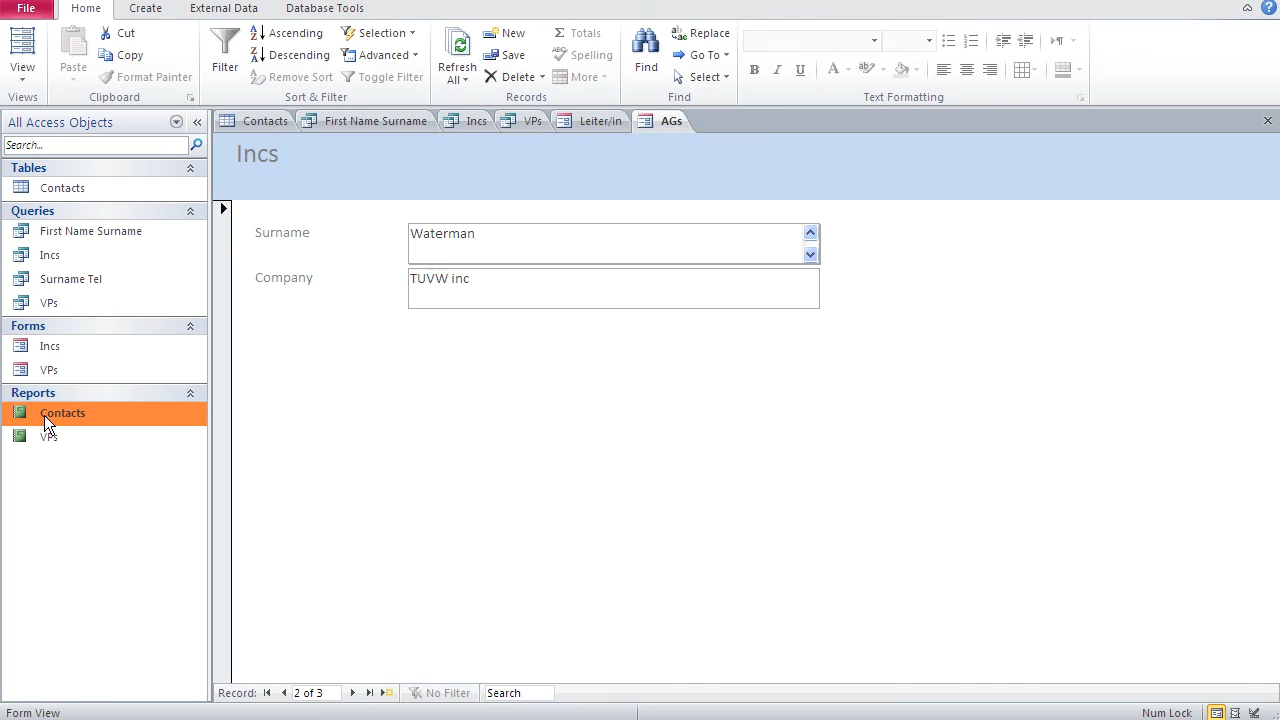 File Home Create External Data Database Tools
View
Views
Paste
Cut
Copy
Format Painter
Clipboard
Filter
Ascending
Descending
Remove Sort
Selection
Advanced
Toggle Filter
Sort & Filter
Refresh
All
New
Save
Delete
Totals
Spelling
More
Records
Find
Replace
Go To
Select
Find
B I U A ab
Text Formatting
All Access Objects
Search...
Tables
Contacts
Queries
First Name Surname
Incs
Surname Tel
VPs
Forms
Incs
VPs
Reports
Contacts
VPs
Contacts First Name Surname Incs VPs Leiter/in AGs
Incs
Surname Waterman
Company TUVW inc
Record: 2 of 3 No Filter Search
Form View Num Lock